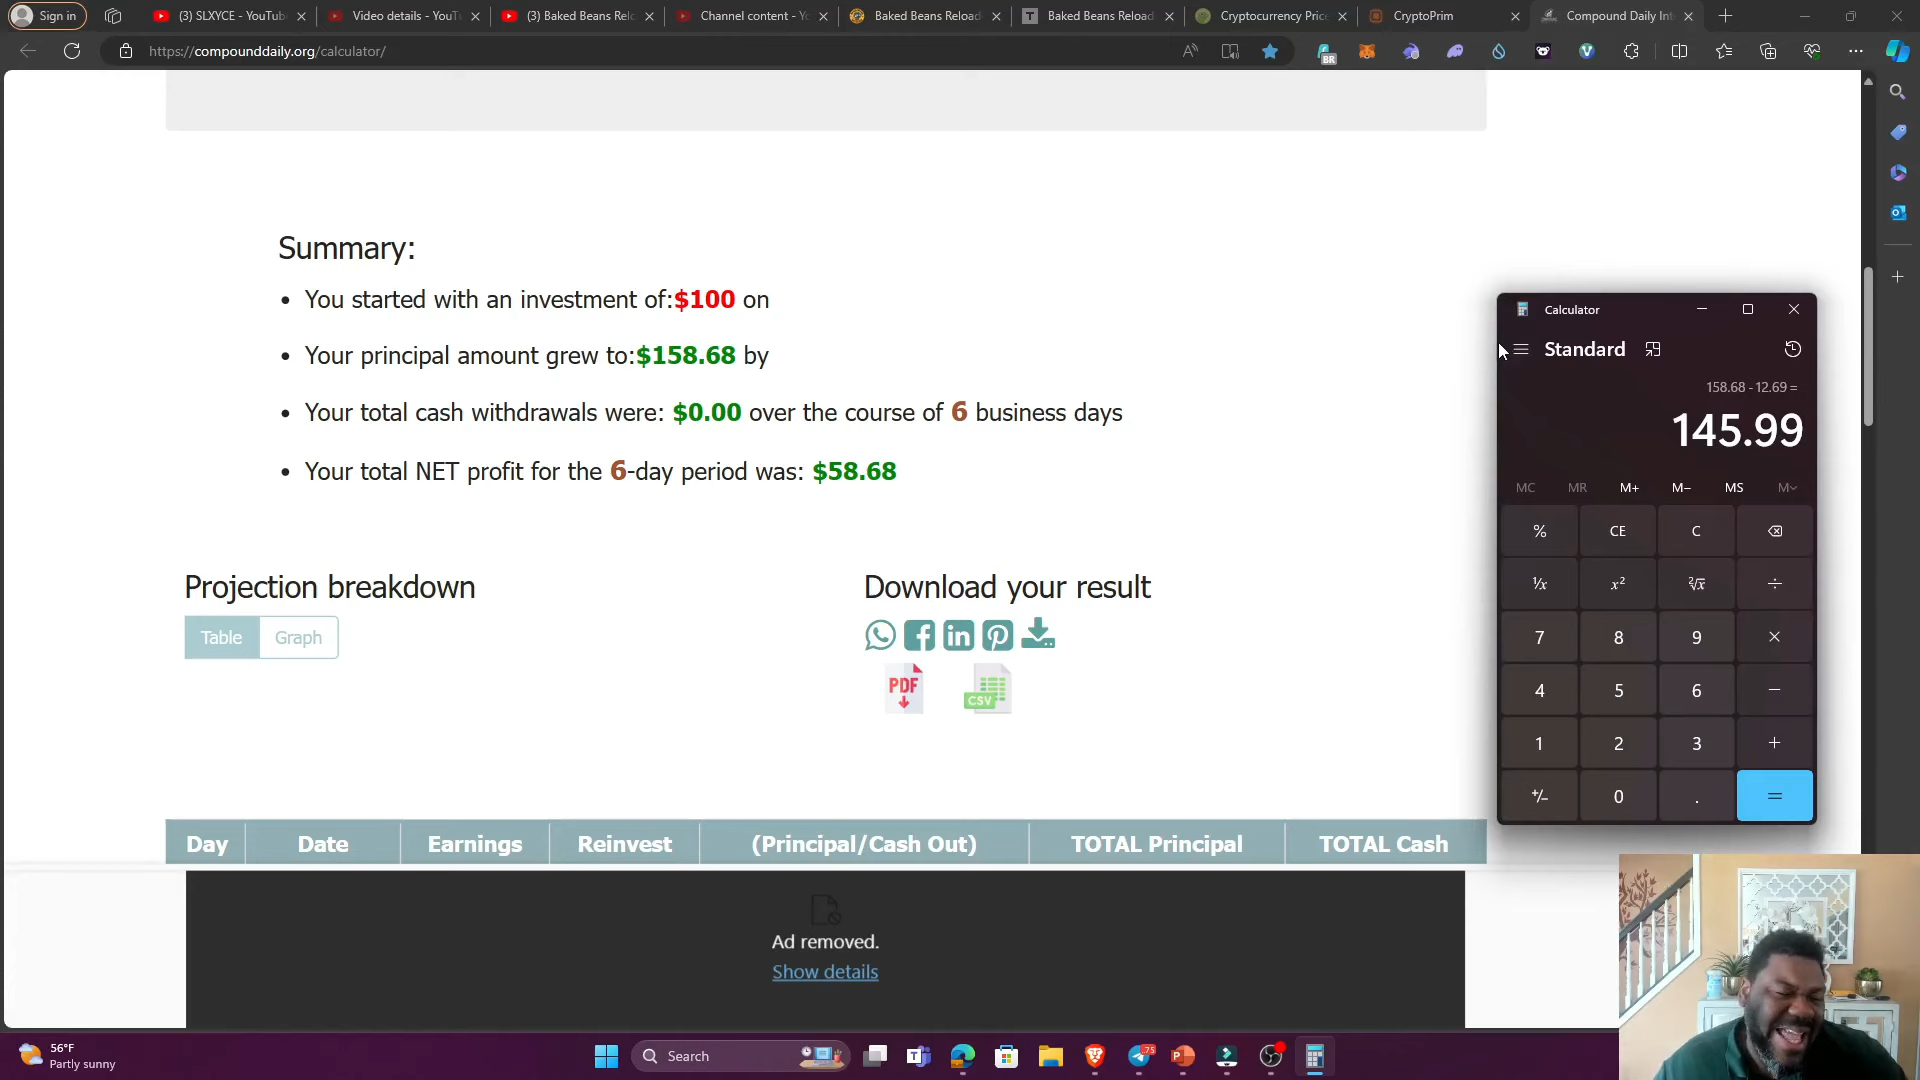 Sign in
(3) SLXYCE - YouTub
Video details - YouT
(3) Baked Beans Rel
Channel content - Y
Baked Beans Reload
Baked Beans Reload
Cryptocurrency Pric
CryptoPrim
Compound Daily Int
https://compounddaily.org/calculator/
BR
Summary:
• You started with an investment of:$100 on
• Your principal amount grew to:$158.68 by
• Your total cash withdrawals were: $0.00 over the course of 6 business days
• Your total NET profit for the 6-day period was: $58.68
Projection breakdown
Download your result
Table Graph
PDF
CSV
Day Date Earnings Reinvest (Principal/Cash Out) TOTAL Principal TOTAL Cash
Ad removed.
Show details
Calculator
Standard
158.68 - 12.69 =
145.99
MC MR M+ M− MS M
% CE C
1/x x² ²√x ÷
7 8 9 ×
4 5 6 −
1 2 3 +
+/− 0 . =
56°F
Partly sunny
Search
75